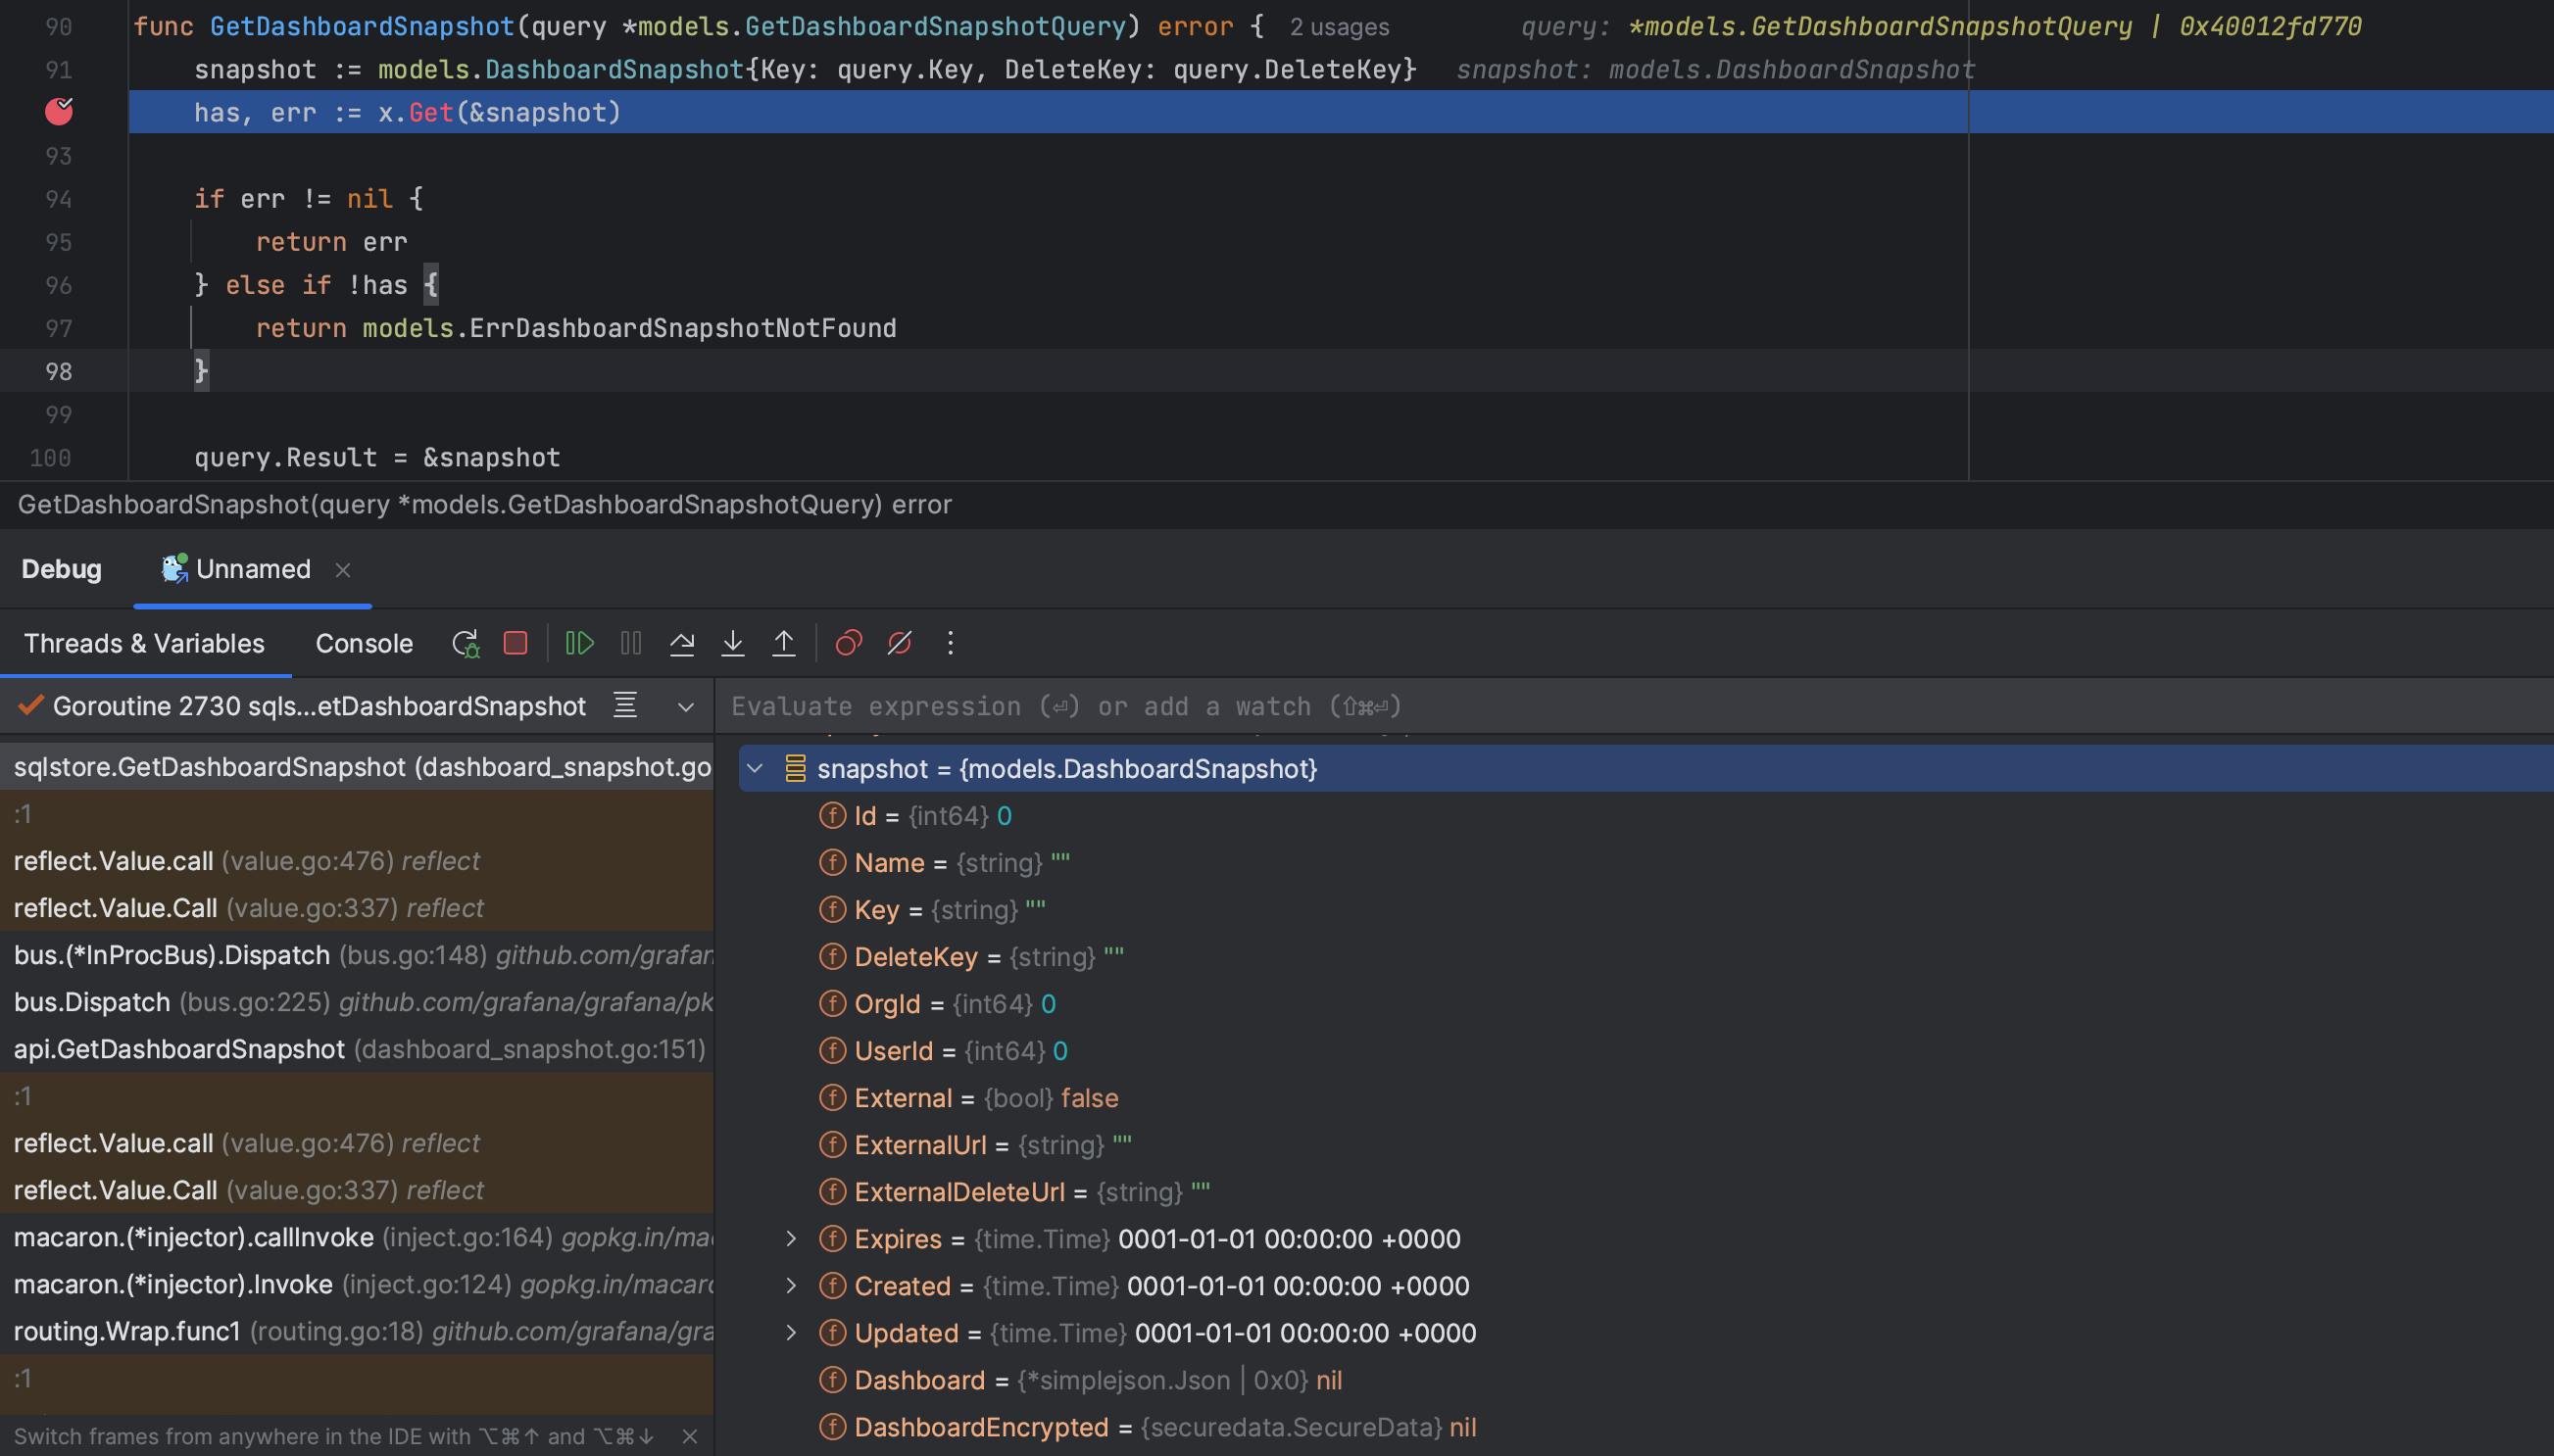 90 func GetDashboardSnapshot(query *models.GetDashboardSnapshotQuery) error { 2 usages query: *models.GetDashboardSnapshotQuery | 0x40012fd770
91 snapshot := models.DashboardSnapshot{Key: query.Key, DeleteKey: query.DeleteKey} snapshot: models.DashboardSnapshot
has, err := x.Get(&snapshot)
93
94 if err != nil {
95 return err
96 } else if !has {
97 return models.ErrDashboardSnapshotNotFound
98 }
99
100 query.Result = &snapshot
GetDashboardSnapshot(query *models.GetDashboardSnapshotQuery) error
Debug Unnamed
Threads & Variables Console
Goroutine 2730 sqls...etDashboardSnapshot
Evaluate expression (⏎) or add a watch (⇧⌘⏎)
sqlstore.GetDashboardSnapshot (dashboard_snapshot.go
:1
reflect.Value.call (value.go:476) reflect
reflect.Value.Call (value.go:337) reflect
bus.(*InProcBus).Dispatch (bus.go:148) github.com/grafan
bus.Dispatch (bus.go:225) github.com/grafana/grafana/pk
api.GetDashboardSnapshot (dashboard_snapshot.go:151)
:1
reflect.Value.call (value.go:476) reflect
reflect.Value.Call (value.go:337) reflect
macaron.(*injector).callInvoke (inject.go:164) gopkg.in/mac
macaron.(*injector).Invoke (inject.go:124) gopkg.in/macaro
routing.Wrap.func1 (routing.go:18) github.com/grafana/gra
:1
Switch frames from anywhere in the IDE with ⌥⌘↑ and ⌥⌘↓
snapshot = {models.DashboardSnapshot}
Id = {int64} 0
Name = {string} ""
Key = {string} ""
DeleteKey = {string} ""
OrgId = {int64} 0
UserId = {int64} 0
External = {bool} false
ExternalUrl = {string} ""
ExternalDeleteUrl = {string} ""
Expires = {time.Time} 0001-01-01 00:00:00 +0000
Created = {time.Time} 0001-01-01 00:00:00 +0000
Updated = {time.Time} 0001-01-01 00:00:00 +0000
Dashboard = {*simplejson.Json | 0x0} nil
DashboardEncrypted = {securedata.SecureData} nil